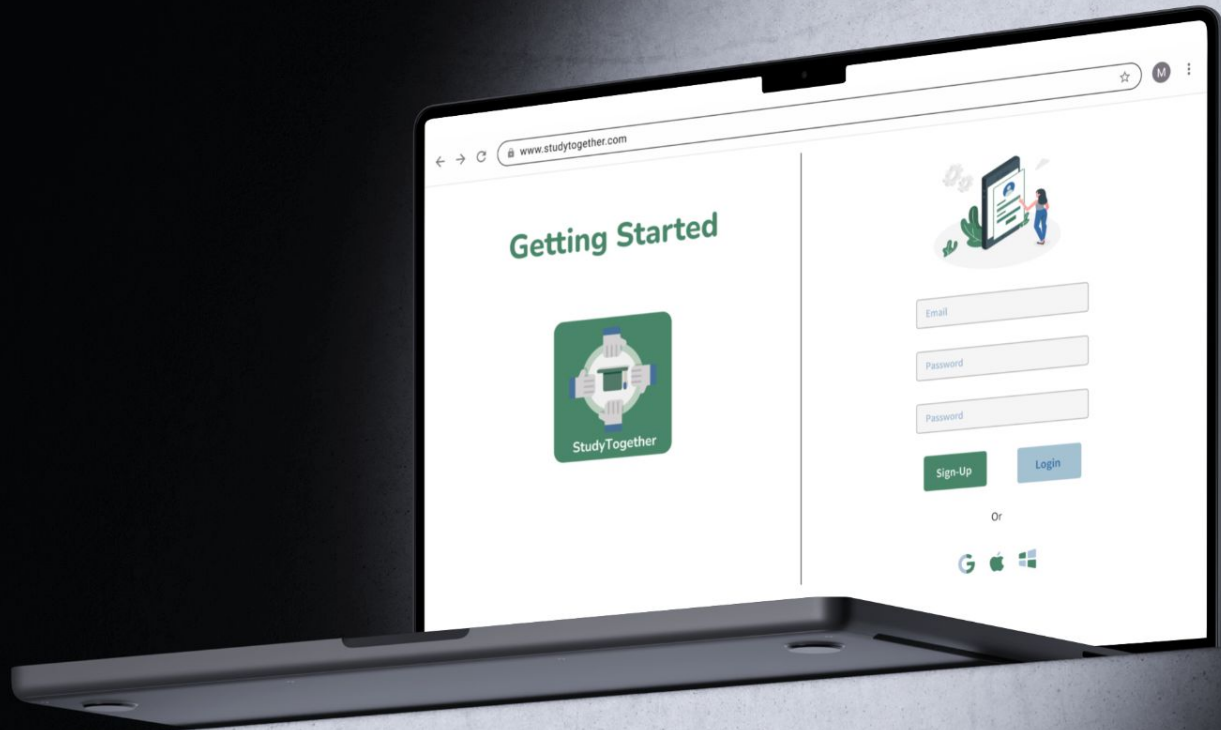 www.studytogether.com
M
Getting Started
StudyTogether
Email
Password
Password
Sign-Up
Login
Or